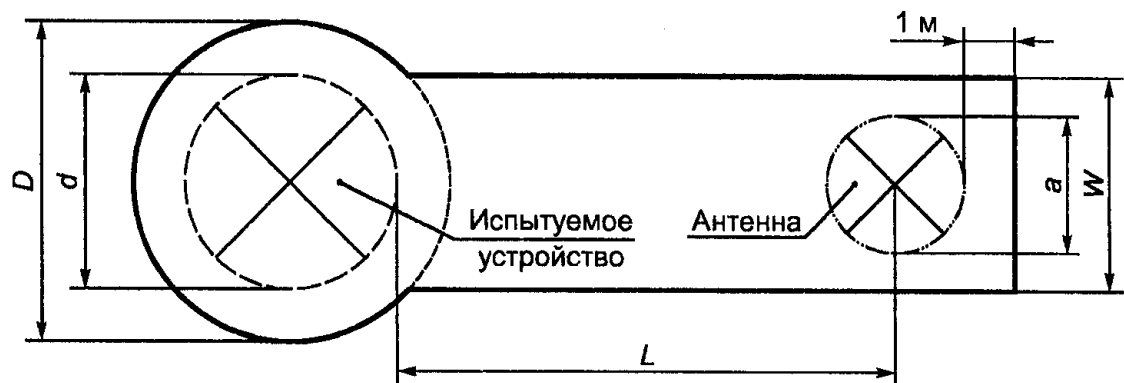 1 м
D
d
Испытуемое
устройство
Антенна
a
W
L